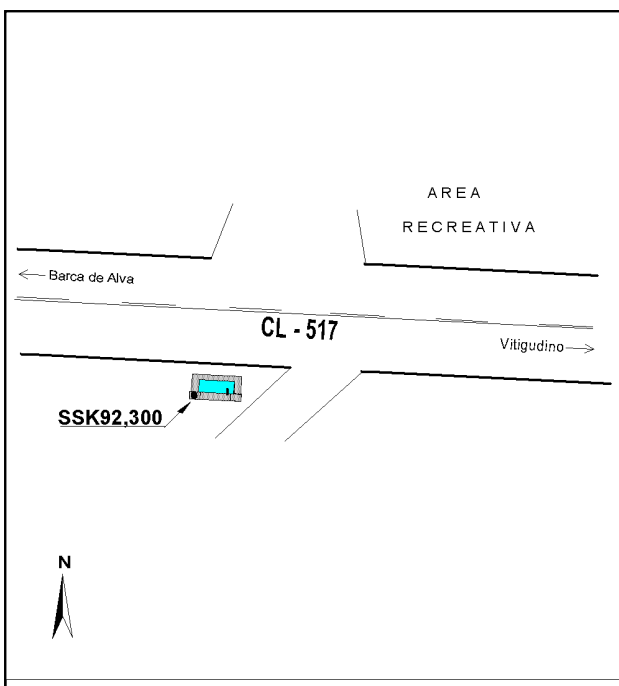 AREA
RECREATIVA
Barca de Alva
CL - 517
Vitigudino
SSK92,300
N